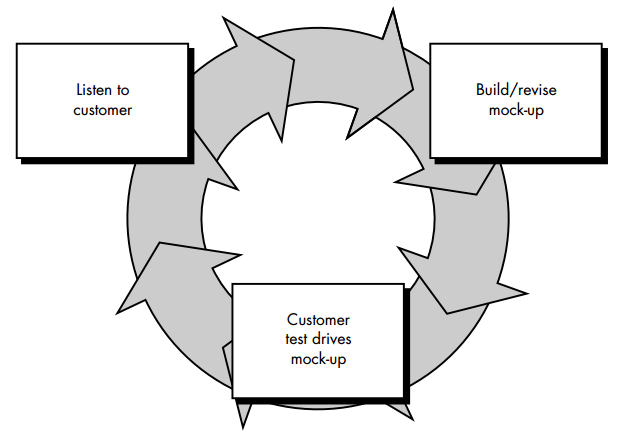 Listen to
customer
Build/revise
mock-up
Customer
test drives
mock-up